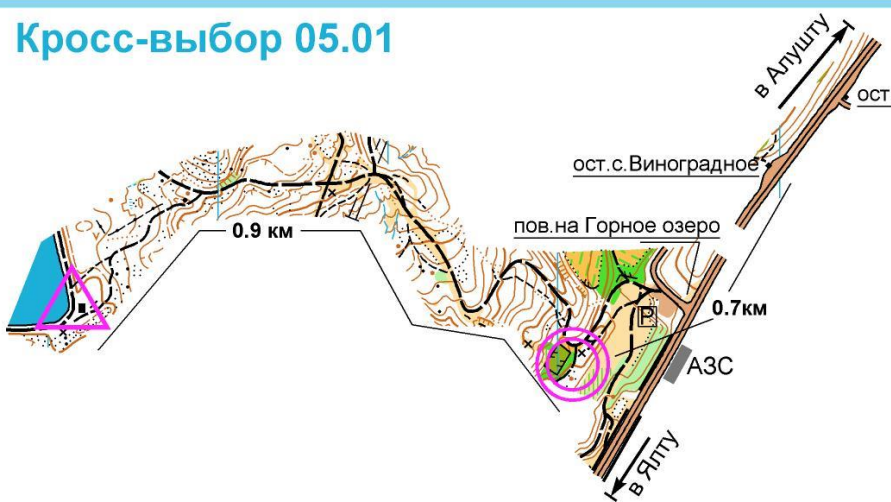 Кросс-выбор 05.01
в Алушту
ост
ост.с.Виноградное
пов.на Горное озеро
0.9 км
0.7км
P
АЗС
в Ялту